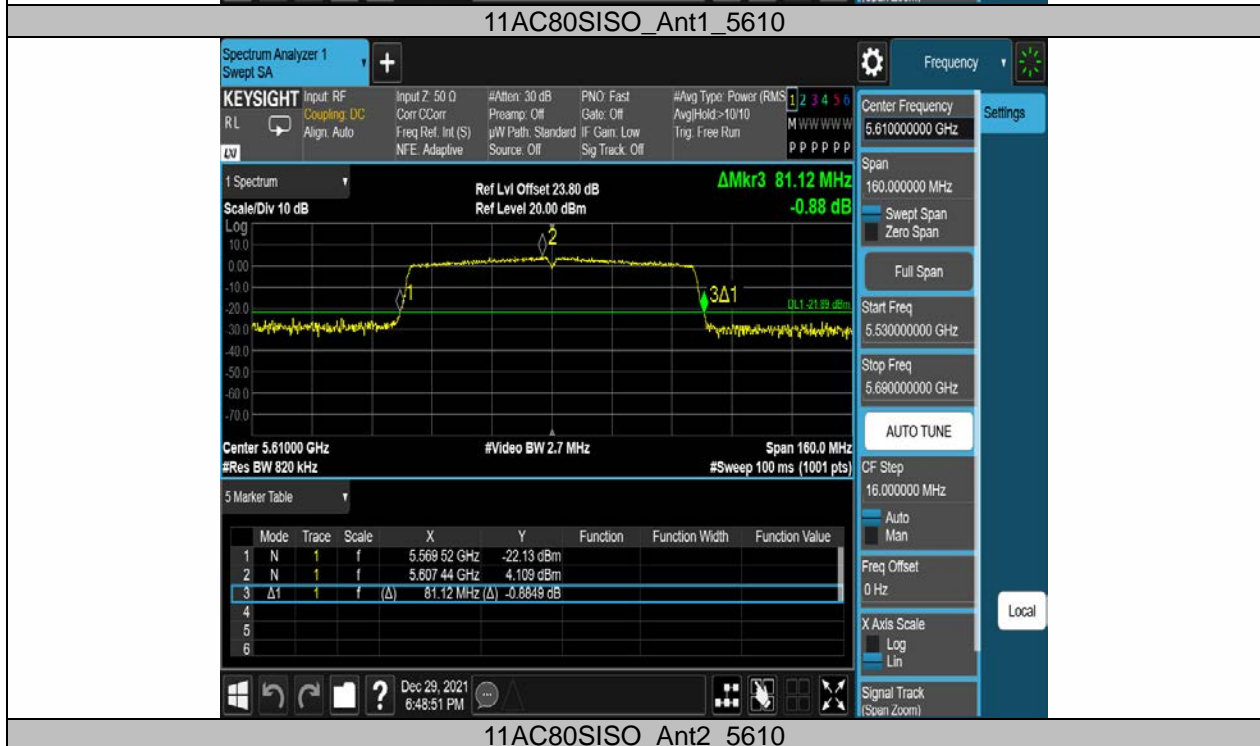 (Span Zoom)
11AC80SISO_Ant1_5610
Spectrum Analyzer 1
Swept SA
+
Frequency
KEYSIGHT
RL
LXI
Input: RF
Coupling: DC
Align: Auto
Input Z: 50 Ω
Corr CCorr
Freq Ref: Int (S)
NFE: Adaptive
#Atten: 30 dB
Preamp: Off
µW Path: Standard
Source: Off
PNO: Fast
Gate: Off
IF Gain: Low
Sig Track: Off
#Avg Type: Power (RMS
Avg|Hold:>10/10
Trig: Free Run
1 2 3 4 5 6
M W W W W W
P P P P P P
Center Frequency
5.610000000 GHz
Settings
1 Spectrum
Scale/Div 10 dB
Ref Lvl Offset 23.80 dB
Ref Level 20.00 dBm
ΔMkr3 81.12 MHz
-0.88 dB
Span
160.000000 MHz
Swept Span
Zero Span
Full Span
Log
10.0
0.00
-10.0
-20.0
-30.0
-40.0
-50.0
-60.0
-70.0
1
2
3Δ1
DL1 -21.89 dBm
Start Freq
5.530000000 GHz
Stop Freq
5.690000000 GHz
AUTO TUNE
Center 5.61000 GHz
#Res BW 820 kHz
#Video BW 2.7 MHz
Span 160.0 MHz
#Sweep 100 ms (1001 pts)
CF Step
16.000000 MHz
Auto
Man
5 Marker Table
Mode Trace Scale X Y Function Function Width Function Value
1 N 1 f 5.569 52 GHz -22.13 dBm
2 N 1 f 5.607 44 GHz 4.109 dBm
3 Δ1 1 f (Δ) 81.12 MHz (Δ) -0.8849 dB
4
5
6
Freq Offset
0 Hz
X Axis Scale
Log
Lin
Local
Signal Track
(Span Zoom)
?
Dec 29, 2021
6:48:51 PM
11AC80SISO_Ant2_5610